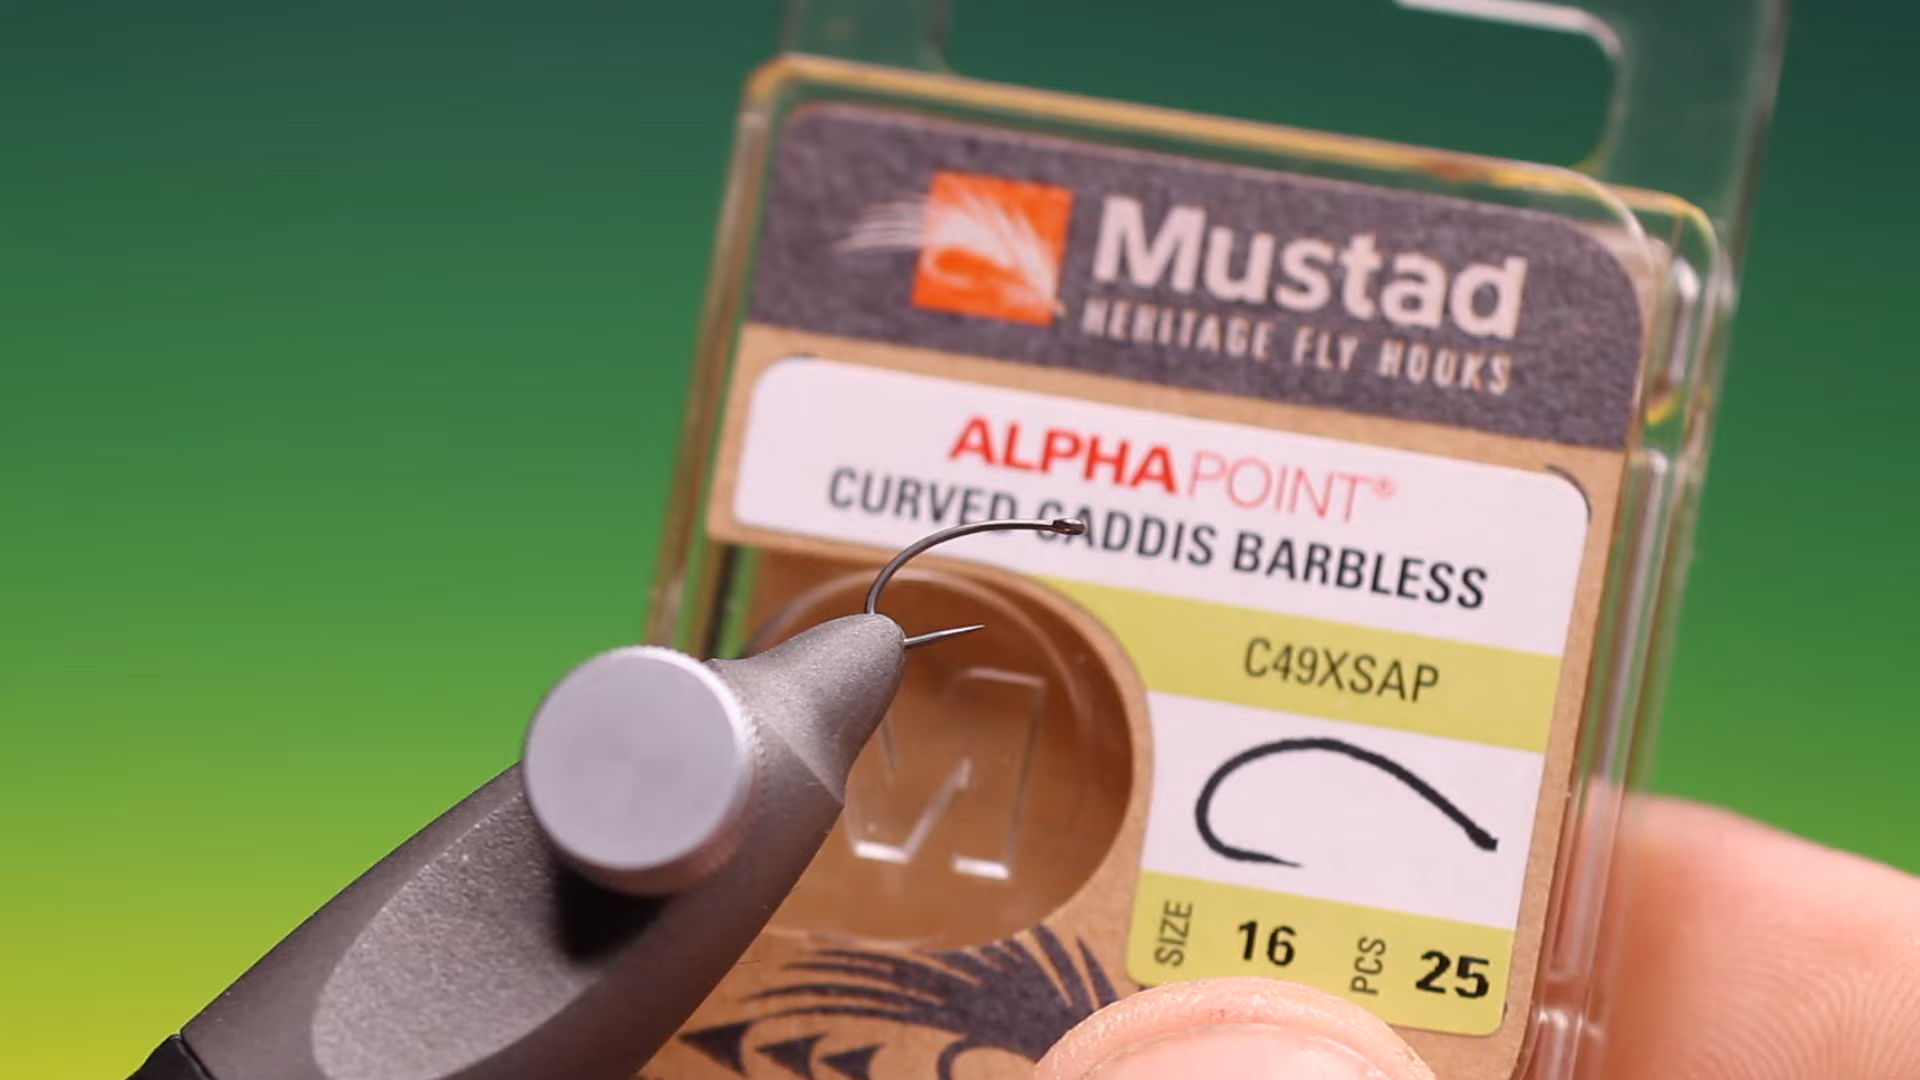 Mustad
HERITAGE FLY HOOKS
ALPHAPOINT®
CURVED CADDIS BARBLESS
C49XSAP
SIZE 16 PCS 25